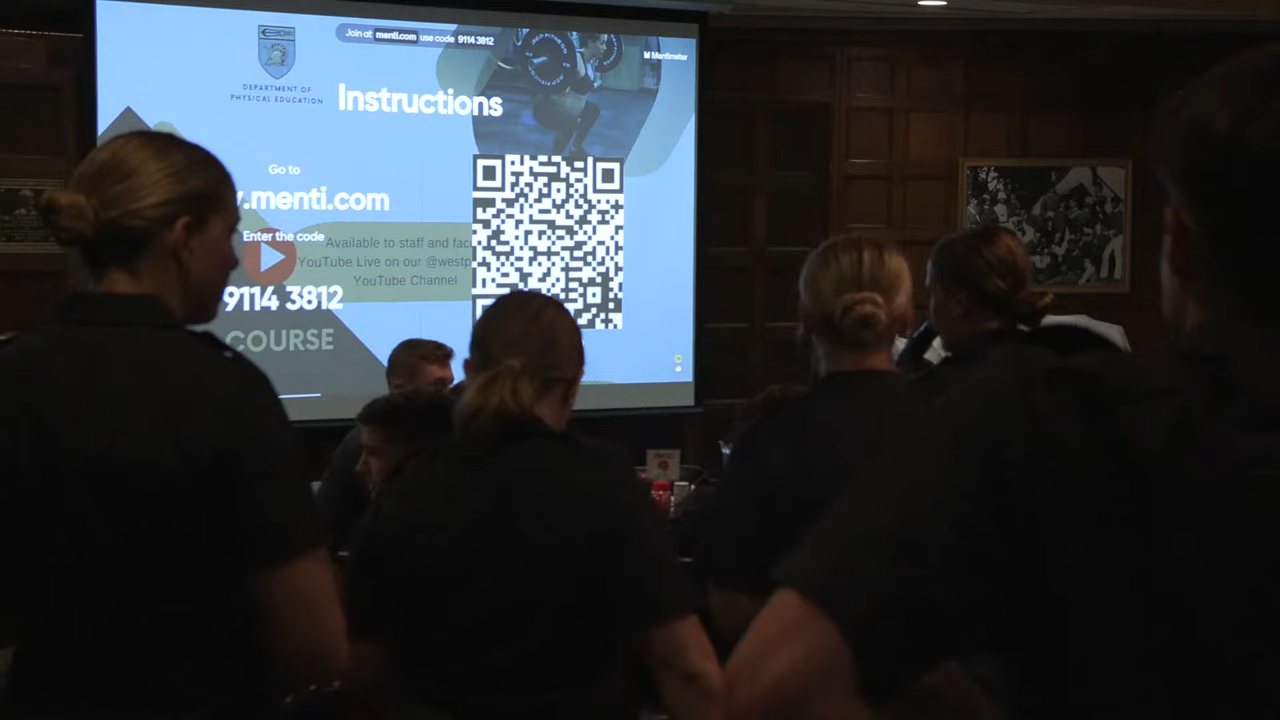 Join at menti.com use code 9114 3812
Mentimeter
DEPARTMENT OF
PHYSICAL EDUCATION
Instructions
Go to
.menti.com
Enter the code
Available to staff and fac
YouTube Live on our @westp
YouTube Channel
9114 3812
COURSE